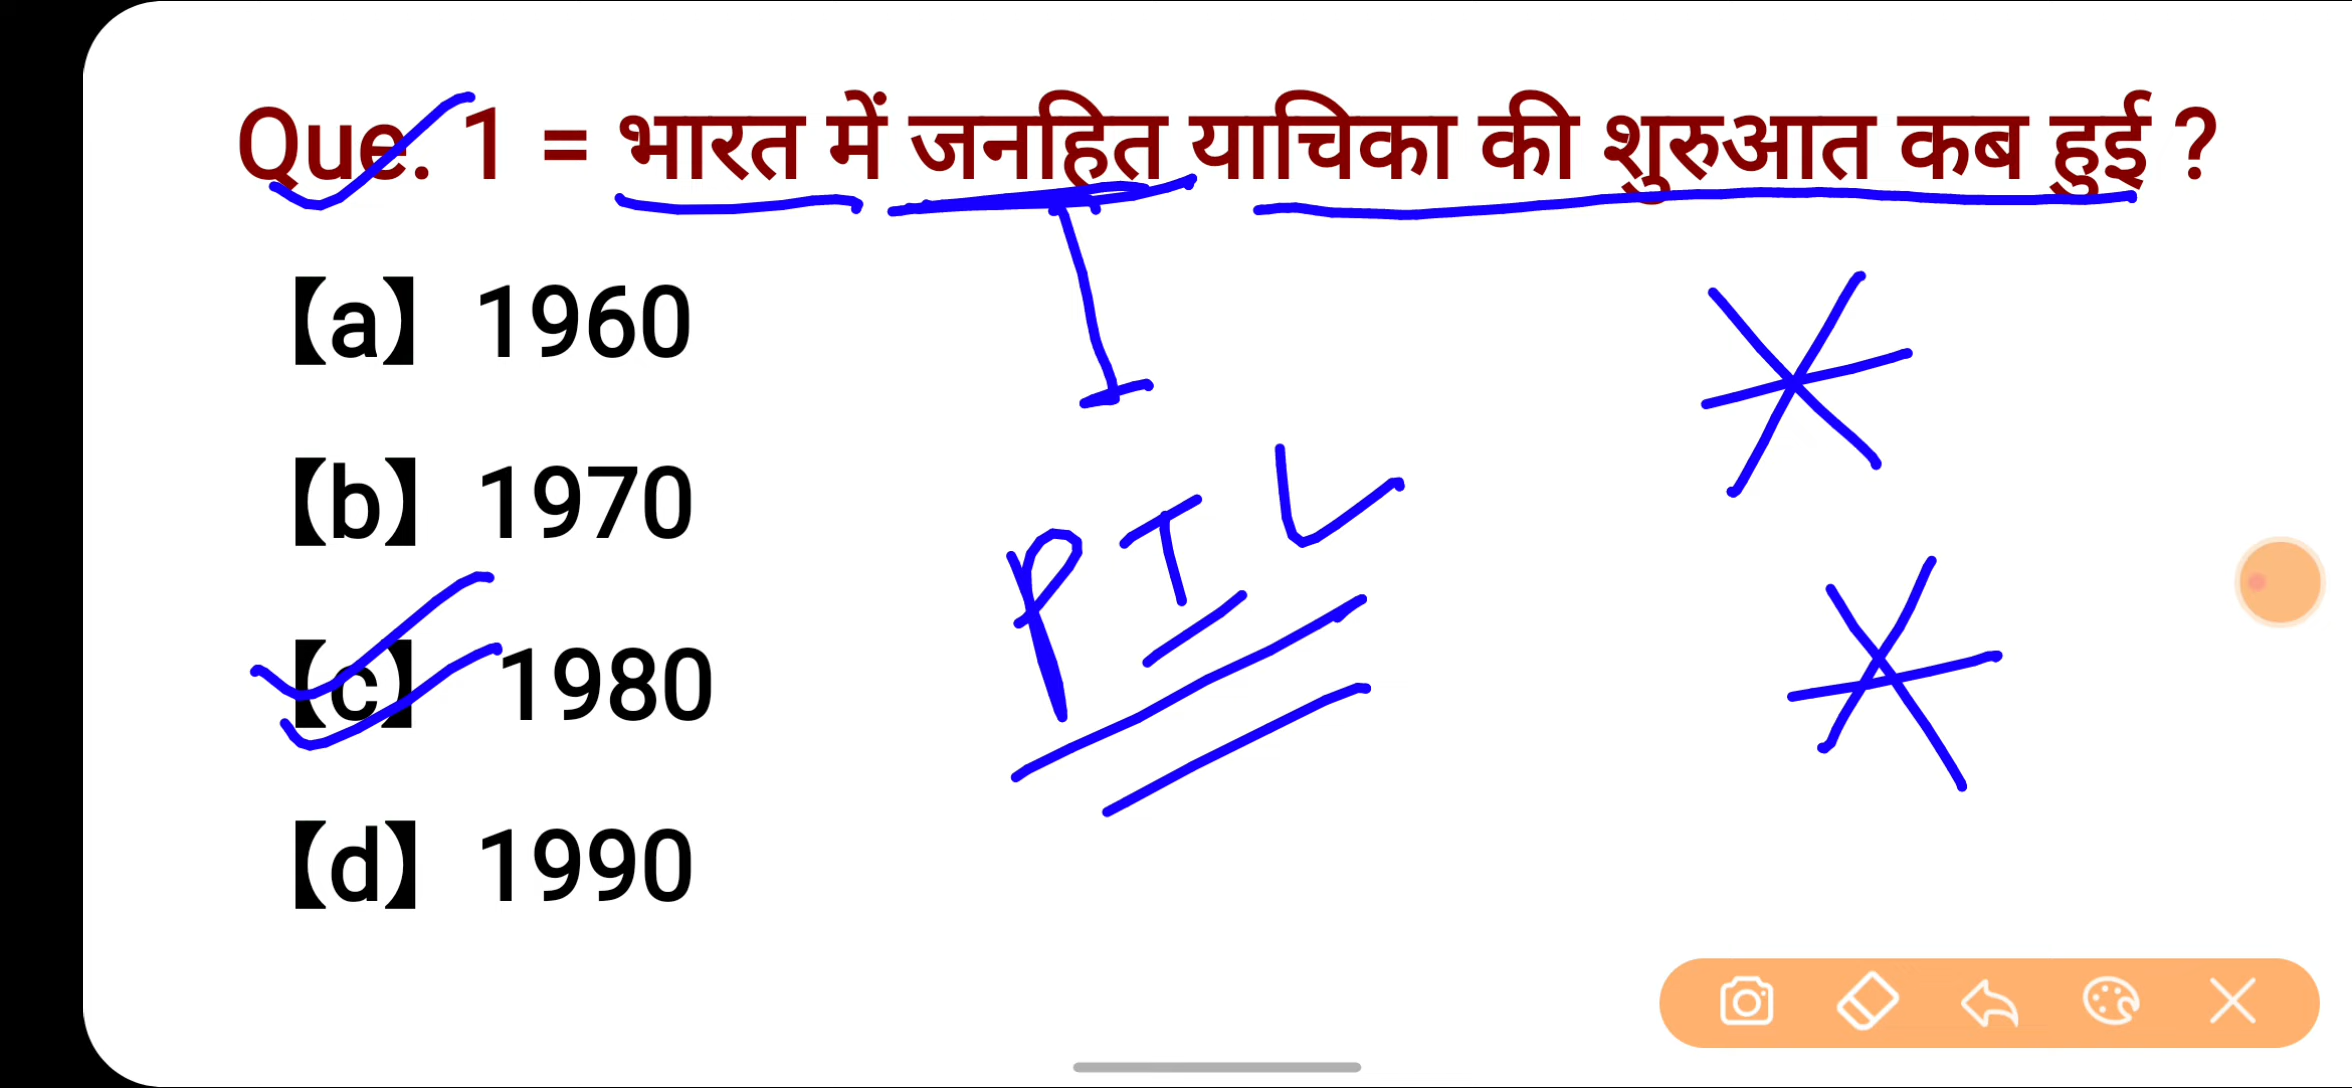 Que. 1 = भारत में जनहित याचिका की शुरुआत कब हुई ?
【a】 1960
【b】 1970
PIL
【c】 1980
【d】 1990